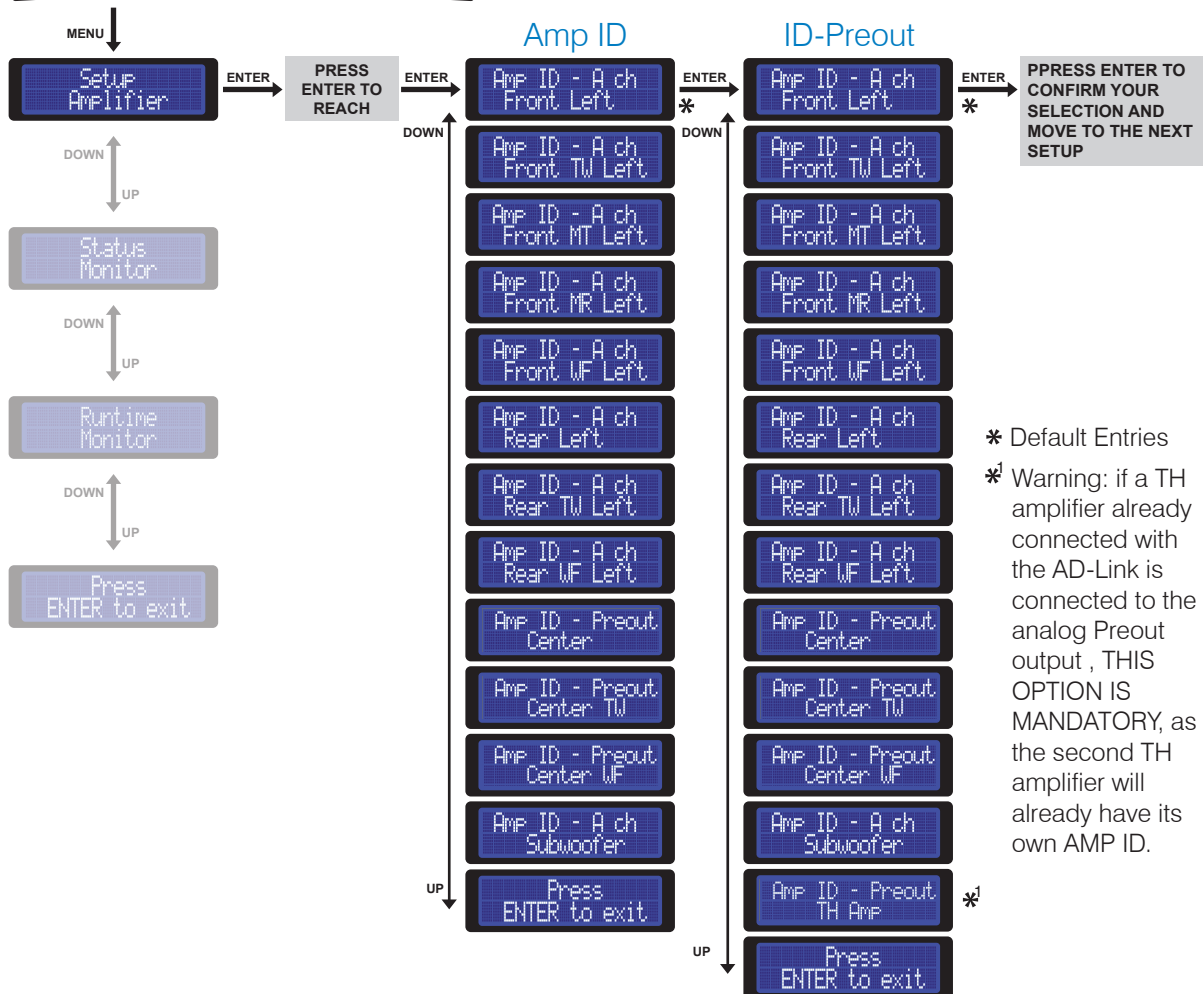 MENU
Setup
Amplifier
DOWN
UP
Status
Monitor
DOWN
UP
Runtime
Monitor
DOWN
UP
Press
ENTER to exit
ENTER
PRESS
ENTER TO
REACH
ENTER
Amp ID
Amp ID - A ch
Front Left
*
DOWN
Amp ID - A ch
Front TW Left
Amp ID - A ch
Front MT Left
Amp ID - A ch
Front MR Left
Amp ID - A ch
Front WF Left
Amp ID - A ch
Rear Left
Amp ID - A ch
Rear TW Left
Amp ID - A ch
Rear WF Left
Amp ID - Preout
Center
Amp ID - Preout
Center TW
Amp ID - Preout
Center WF
Amp ID - A ch
Subwoofer
UP
Press
ENTER to exit
ENTER
ID-Preout
Amp ID - A ch
Front Left
*
DOWN
Amp ID - A ch
Front TW Left
Amp ID - A ch
Front MT Left
Amp ID - A ch
Front MR Left
Amp ID - A ch
Front WF Left
Amp ID - A ch
Rear Left
Amp ID - A ch
Rear TW Left
Amp ID - A ch
Rear WF Left
Amp ID - Preout
Center
Amp ID - Preout
Center TW
Amp ID - Preout
Center WF
Amp ID - A ch
Subwoofer
Amp ID - Preout
TH Amp
*1
UP
Press
ENTER to exit
ENTER
PPRESS ENTER TO
CONFIRM YOUR
SELECTION AND
MOVE TO THE NEXT
SETUP
* Default Entries
*1 Warning: if a TH
amplifier already
connected with
the AD-Link is
connected to the
analog Preout
output , THIS
OPTION IS
MANDATORY, as
the second TH
amplifier will
already have its
own AMP ID.